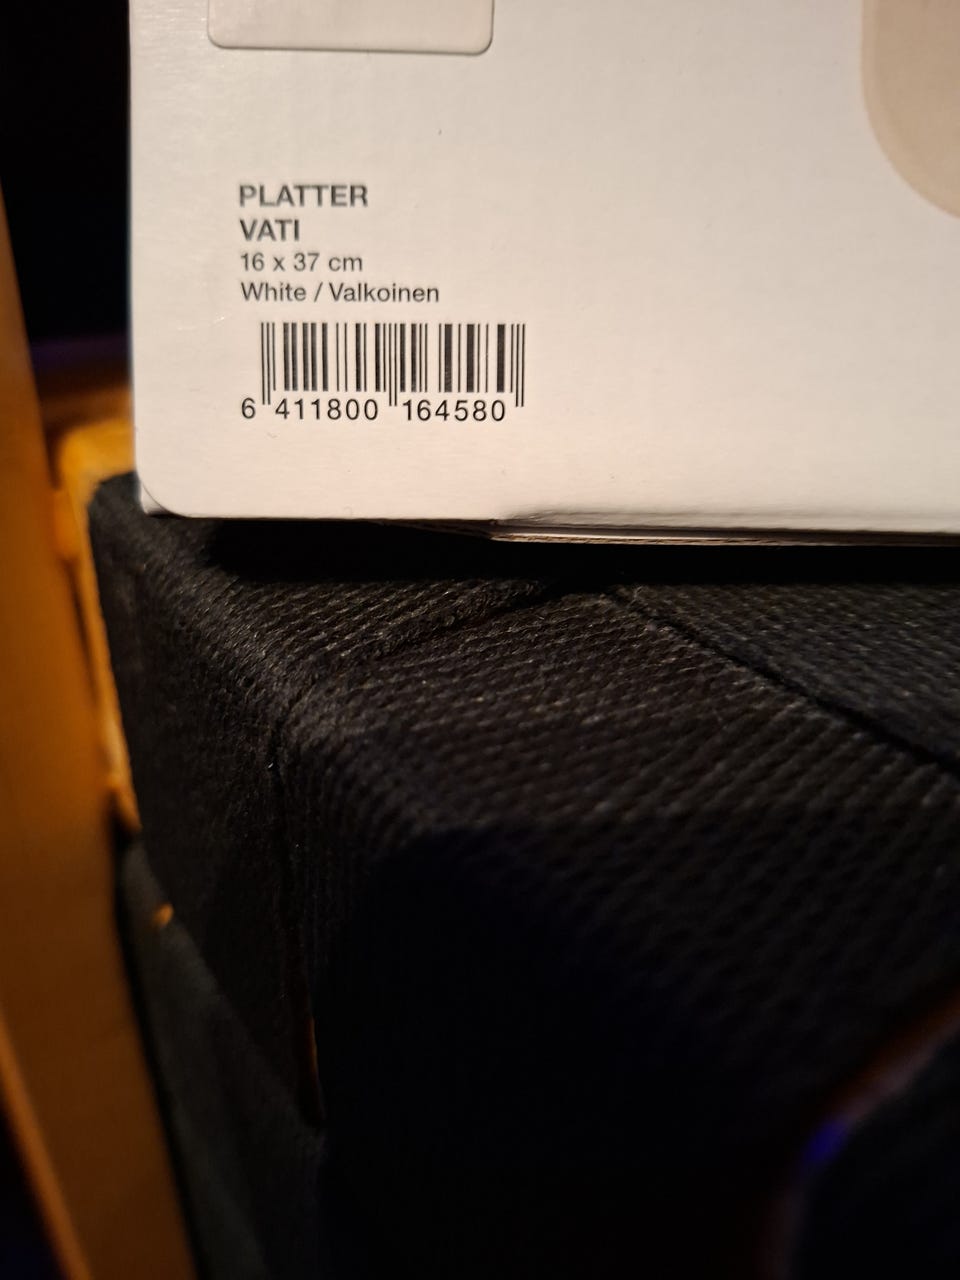 PLATTER
VATI
16 x 37 cm
White / Valkoinen
6 411800 164580